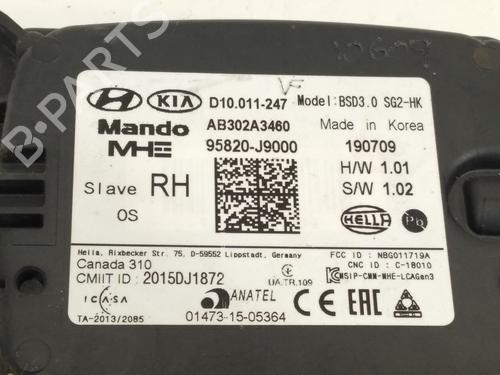 B-PARTS
KIA D10.011-247 Model:BSD3.0 SG2-HK
Mando AB302A3460 Made in Korea
MHE 95820-J9000 190709
Slave RH H/W 1.01
OS S/W 1.02
HELLA
Hella, Rixbecker Str. 75, D-59552 Lippstadt, Germany
FCC ID : NBG011719A
Canada 310 CNC ID : C-18010
CMIIT ID : 2015DJ1872 UA.TR.109 MSIP-CMM-MHE-LCAGen3
ICASA ANATEL CE EAC
TA-2013/2085 01473-15-05364